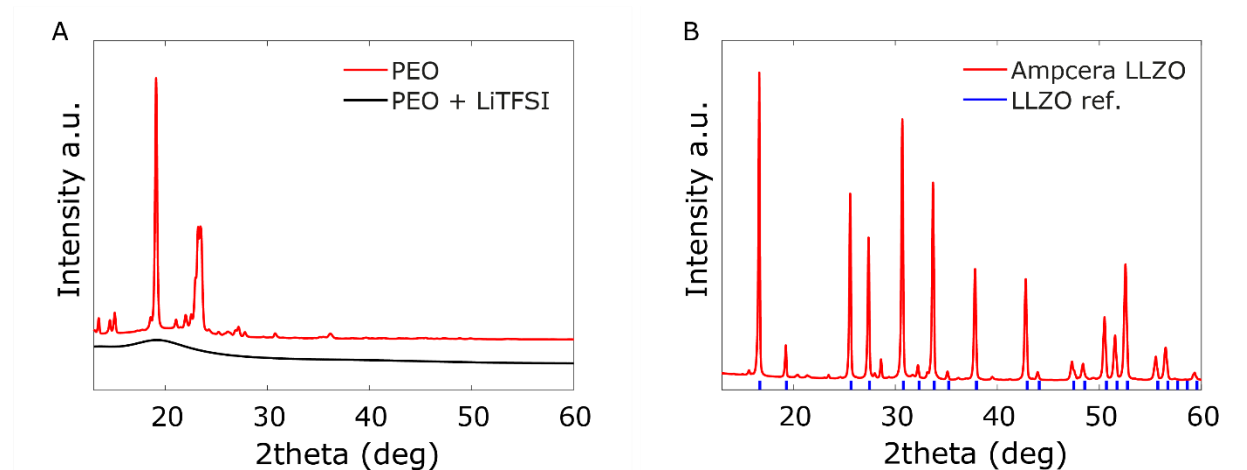 A
Intensity a.u.
PEO
PEO + LiTFSI
20 30 40 50 60
2theta (deg)
B
Intensity a.u.
Ampcera LLZO
LLZO ref.
20 30 40 50 60
2theta (deg)